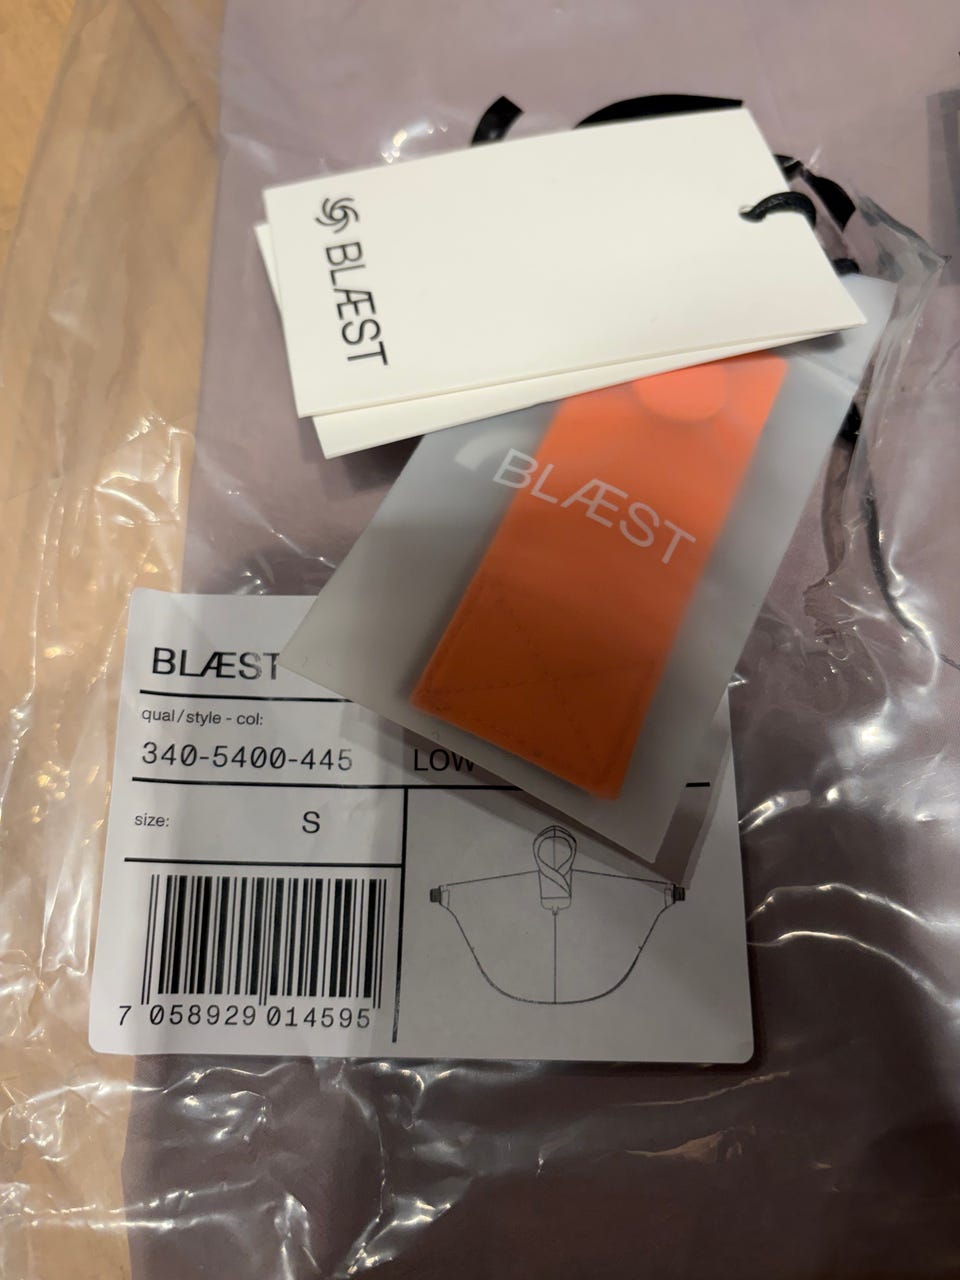 BLÆST
BLÆST
BLÆST
qual/style - col:
340-5400-445
size:
S
7 058929 014595